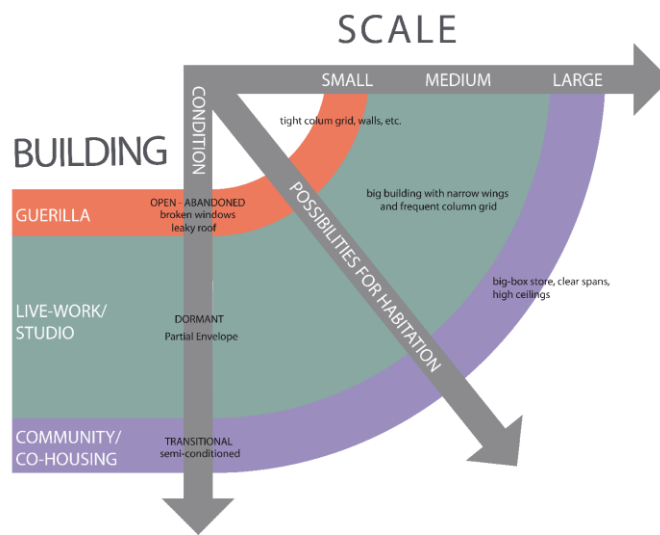 SCALE
SMALL
MEDIUM
LARGE
CONDITION
tight colum grid, walls, etc.
BUILDING
POSSIBILITIES FOR HABITATION
big building with narrow wings
and frequent column grid
GUERILLA
OPEN - ABANDONED
broken windows
leaky roof
big-box store, clear spans,
high ceilings
LIVE-WORK/
STUDIO
DORMANT
Partial Envelope
COMMUNITY/
CO-HOUSING
TRANSITIONAL
semi-conditioned